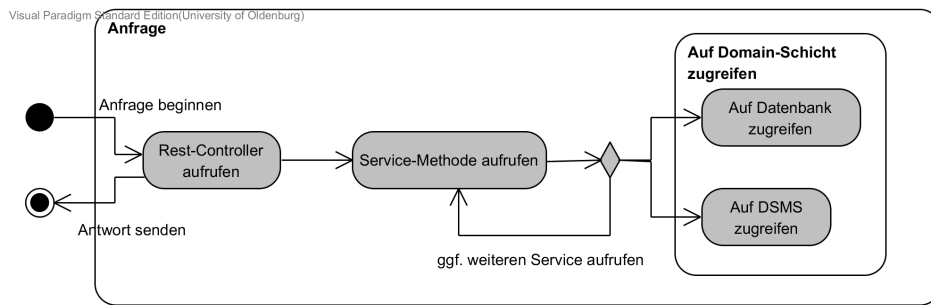 Visual Paradigm Standard Edition(University of Oldenburg)
Anfrage
Auf Domain-Schicht
zugreifen
Anfrage beginnen
Auf Datenbank
zugreifen
Rest-Controller
aufrufen
Service-Methode aufrufen
Auf DSMS
zugreifen
Antwort senden
ggf. weiteren Service aufrufen